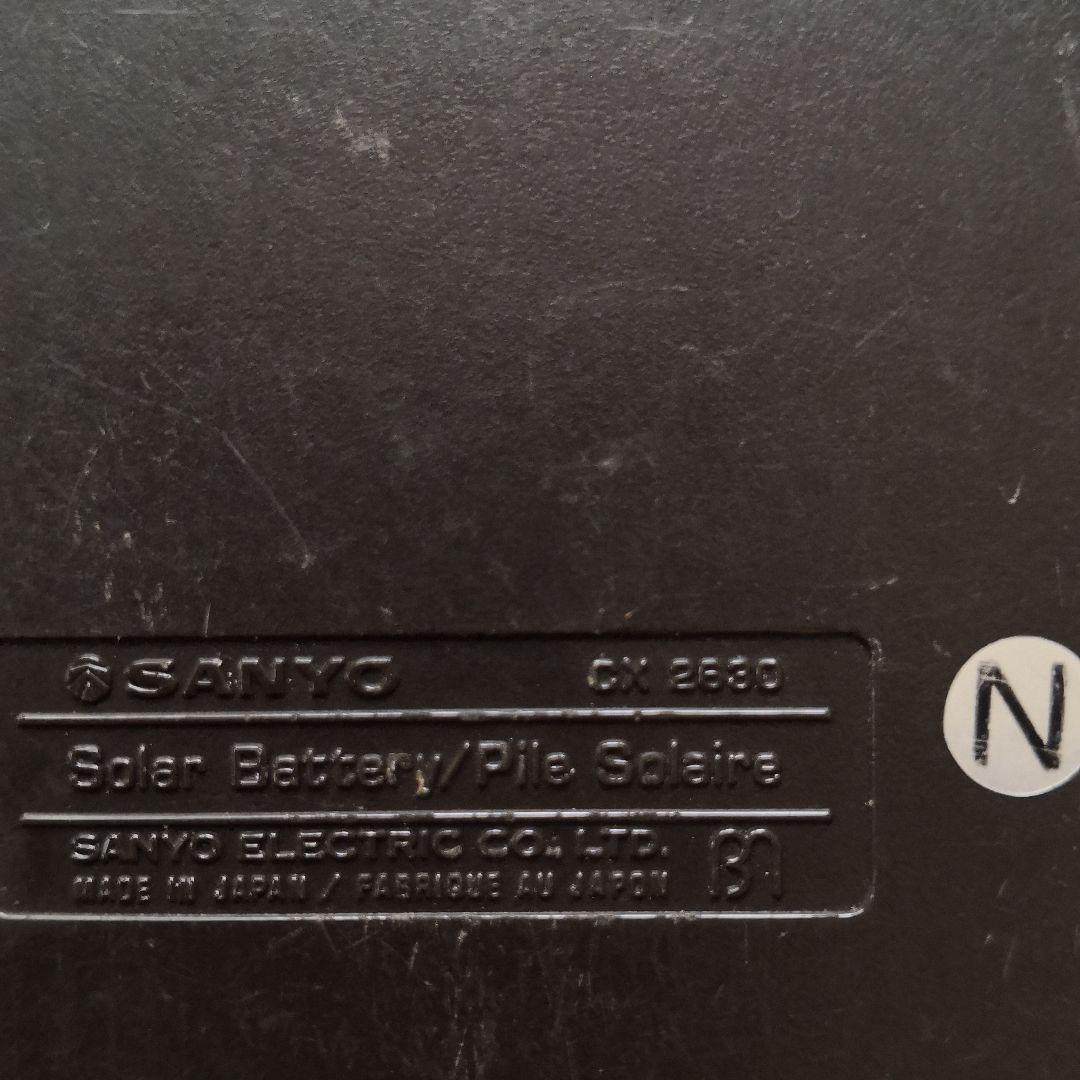 SANYO CX 2630
Solar Battery/Pile Solaire
SANYO ELECTRIC CO., LTD.
MADE IN JAPAN / FABRIQUE AU JAPON
N